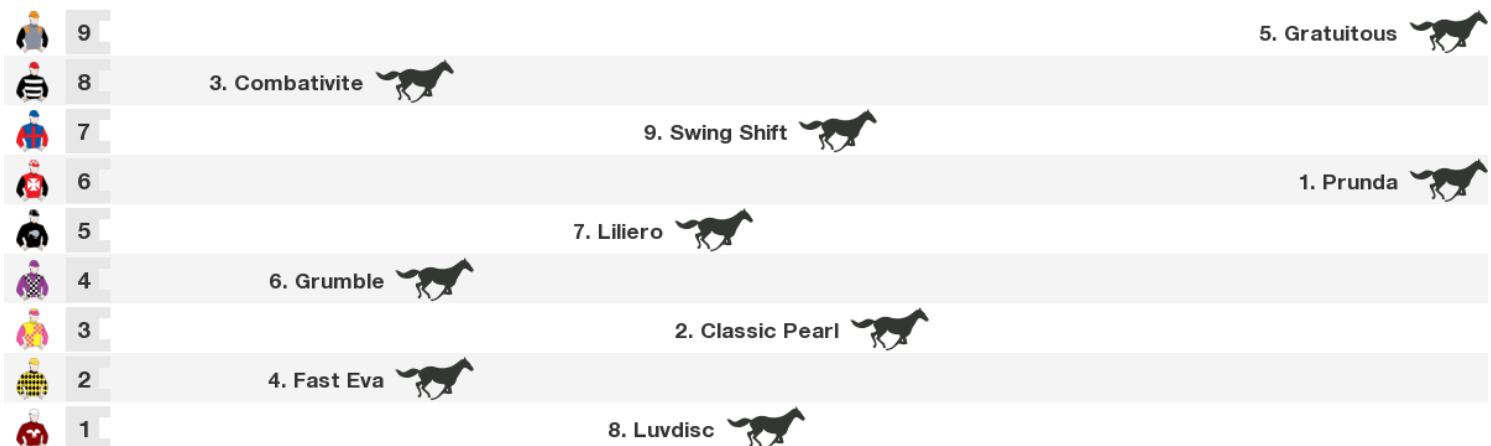 9 5. Gratuitous
8 3. Combativite
7 9. Swing Shift
6 1. Prunda
5 7. Liliero
4 6. Grumble
3 2. Classic Pearl
2 4. Fast Eva
1 8. Luvdisc